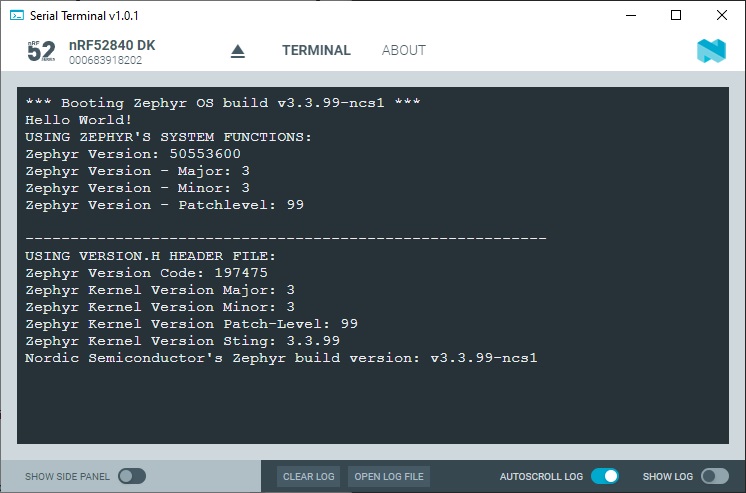 Serial Terminal v1.0.1
nRF
52
SERIES
nRF52840 DK
000683918202
TERMINAL
ABOUT
*** Booting Zephyr OS build v3.3.99-ncs1 ***
Hello World!
USING ZEPHYR'S SYSTEM FUNCTIONS:
Zephyr Version: 50553600
Zephyr Version - Major: 3
Zephyr Version - Minor: 3
Zephyr Version - Patchlevel: 99
----------------------------------------------------------
USING VERSION.H HEADER FILE:
Zephyr Version Code: 197475
Zephyr Kernel Version Major: 3
Zephyr Kernel Version Minor: 3
Zephyr Kernel Version Patch-Level: 99
Zephyr Kernel Version Sting: 3.3.99
Nordic Semiconductor's Zephyr build version: v3.3.99-ncs1
SHOW SIDE PANEL
CLEAR LOG
OPEN LOG FILE
AUTOSCROLL LOG
SHOW LOG